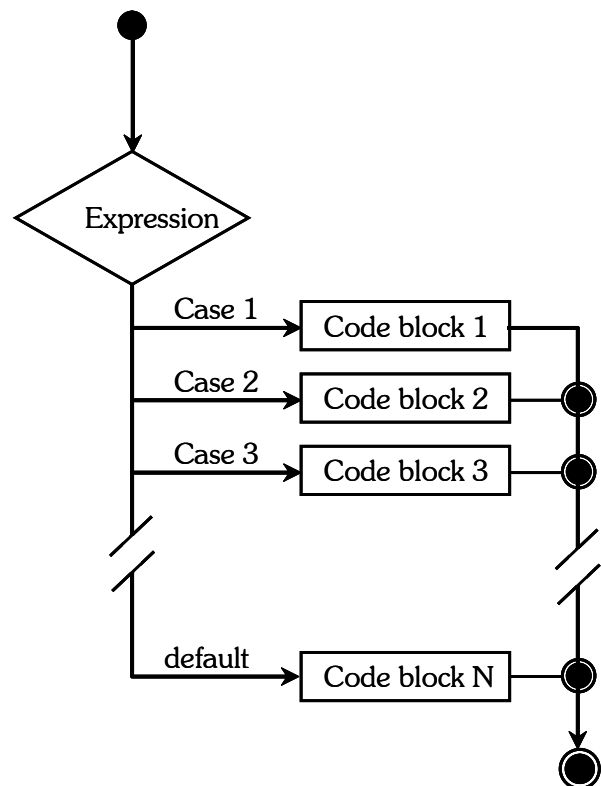 Expression
Case 1
Code block 1
Case 2
Code block 2
Case 3
Code block 3
default
Code block N